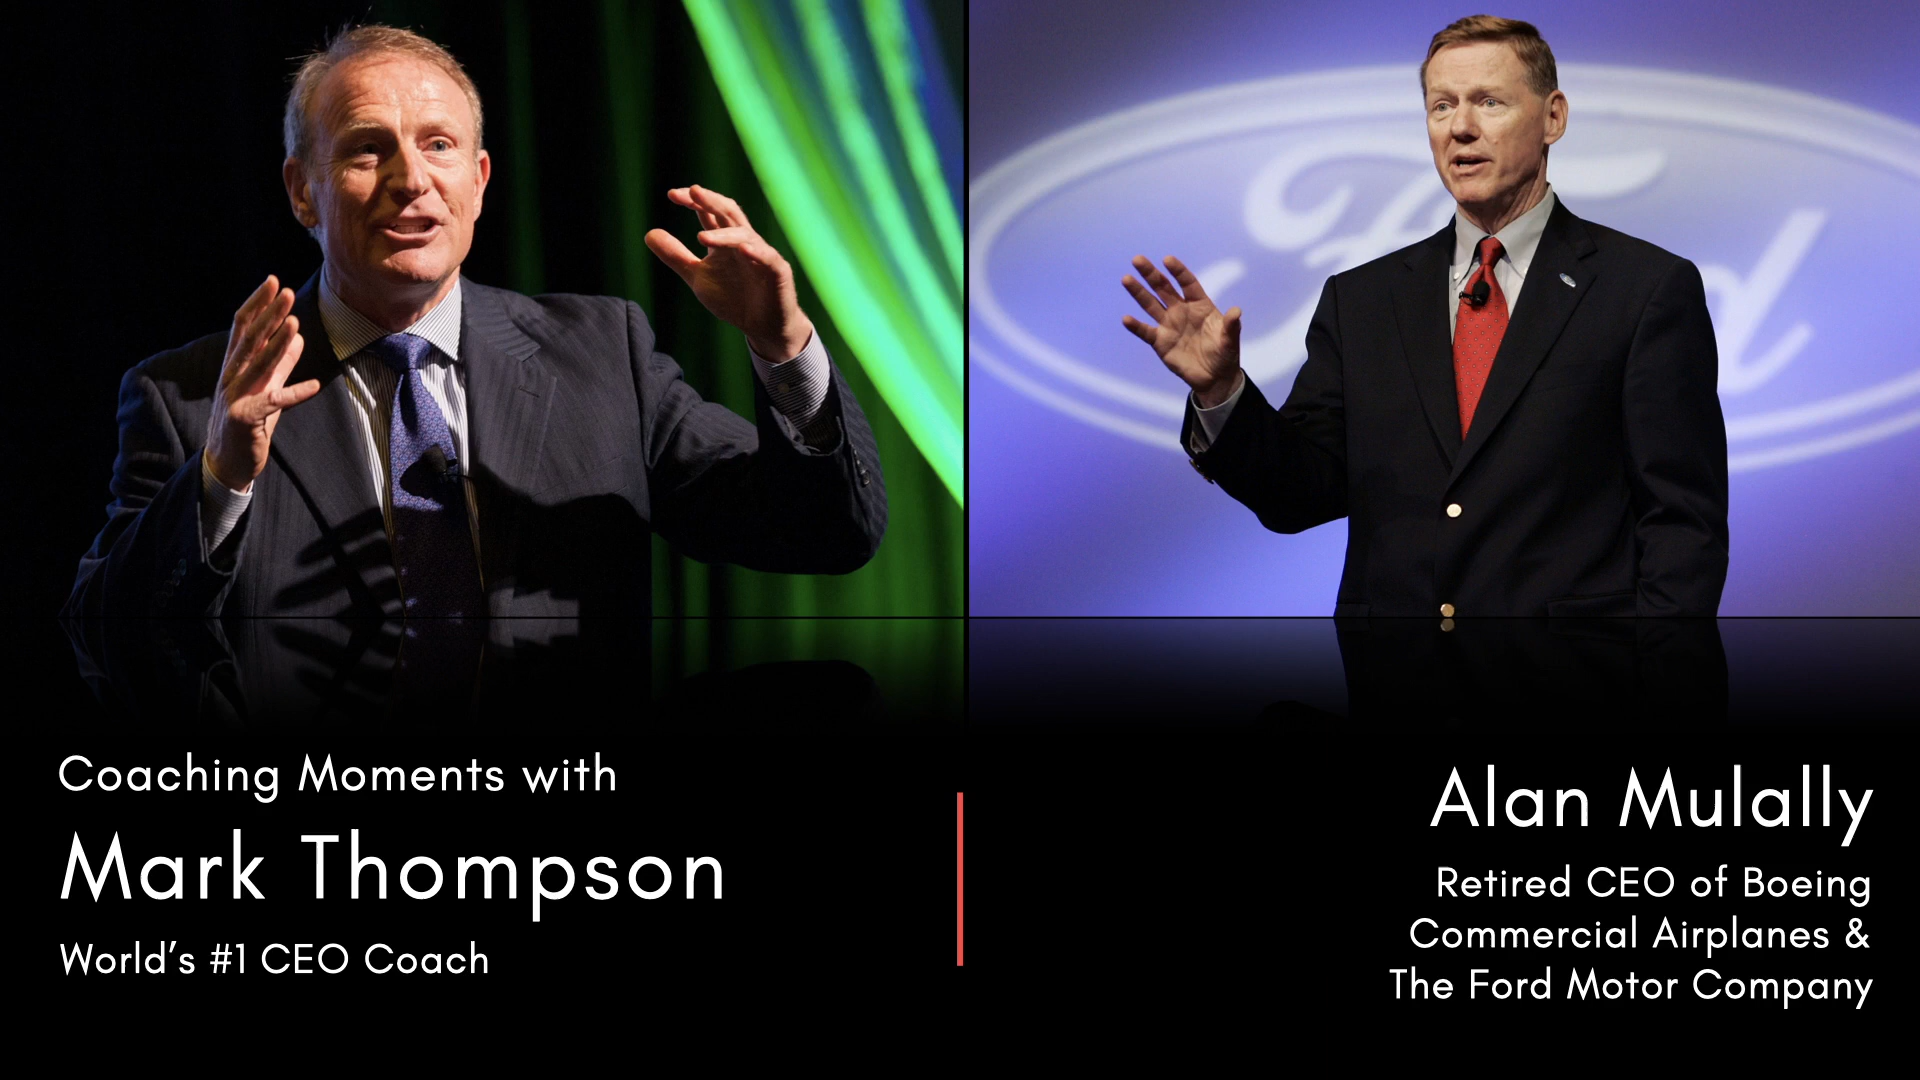 Ford
Coaching Moments with
Mark Thompson
World's #1 CEO Coach
Alan Mulally
Retired CEO of Boeing
Commercial Airplanes &
The Ford Motor Company